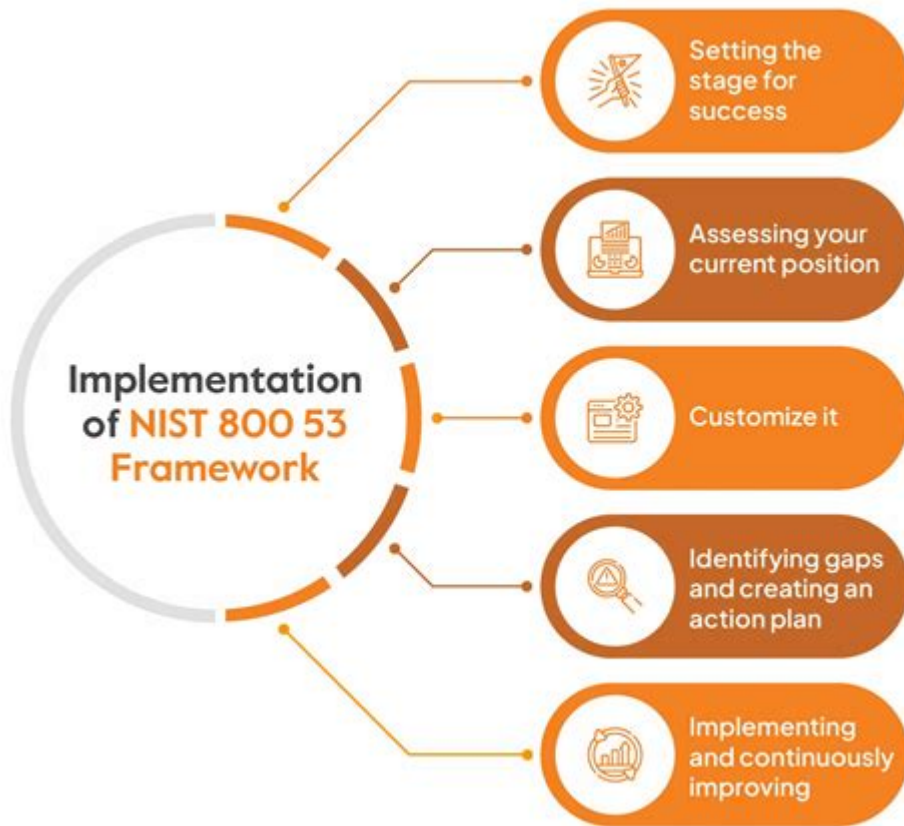 Implementation
of NIST 800 53
Framework
Setting the
stage for
success
Assessing your
current position
Customize it
Identifying gaps
and creating an
action plan
Implementing
and continuously
improving